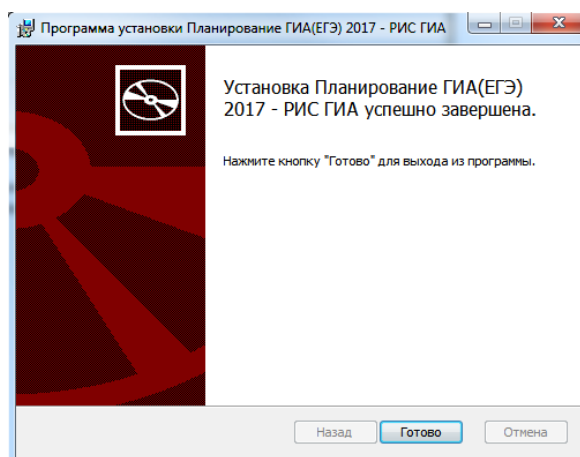 Программа установки Планирование ГИА(ЕГЭ) 2017 - РИС ГИА
Установка Планирование ГИА(ЕГЭ)
2017 - РИС ГИА успешно завершена.
Нажмите кнопку "Готово" для выхода из программы.
Назад Готово Отмена